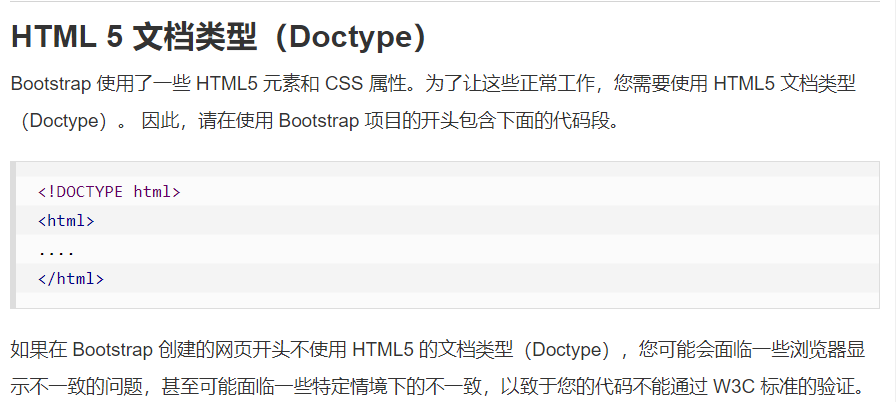 HTML 5 文档类型（Doctype）
Bootstrap 使用了一些 HTML5 元素和 CSS 属性。为了让这些正常工作，您需要使用 HTML5 文档类型
（Doctype）。 因此，请在使用 Bootstrap 项目的开头包含下面的代码段。
<!DOCTYPE html>
<html>
....
</html>
如果在 Bootstrap 创建的网页开头不使用 HTML5 的文档类型（Doctype），您可能会面临一些浏览器显
示不一致的问题，甚至可能面临一些特定情境下的不一致，以致于您的代码不能通过 W3C 标准的验证。